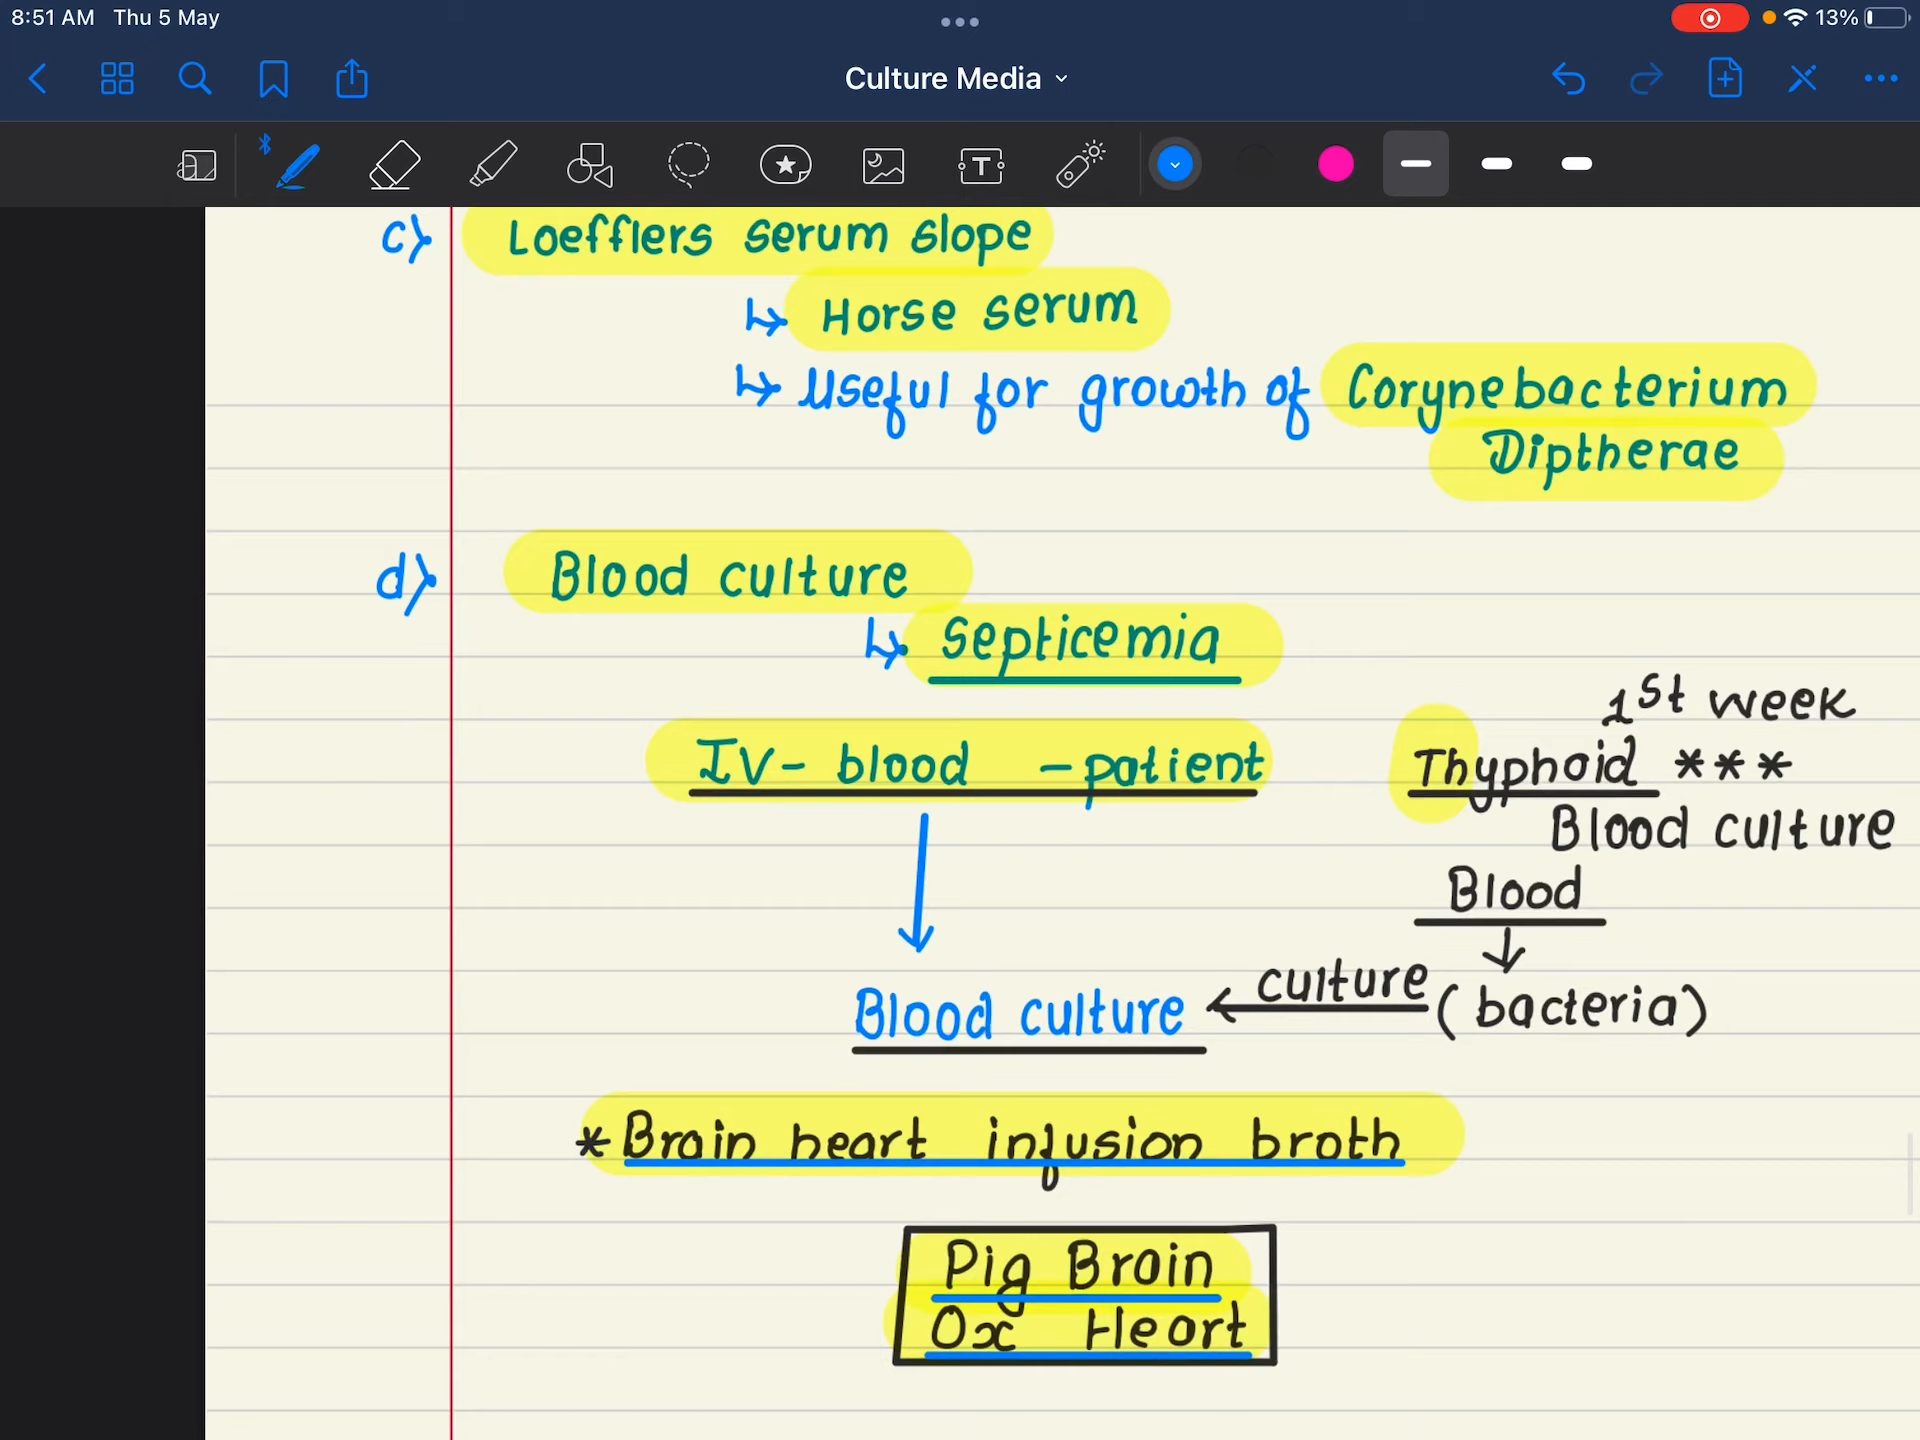 8:51 AM Thu 5 May
13%
Culture Media
T
c) Loefflers serum slope
↳ Horse serum
↳ Useful for growth of Corynebacterium
Diptherae
d) Blood culture
↳ Septicemia
1st week
IV- blood - patient
Thyphoid ***
Blood culture
Blood
↓
Blood culture ← culture (bacteria)
* Brain heart infusion broth
Pig Brain
Ox Heart